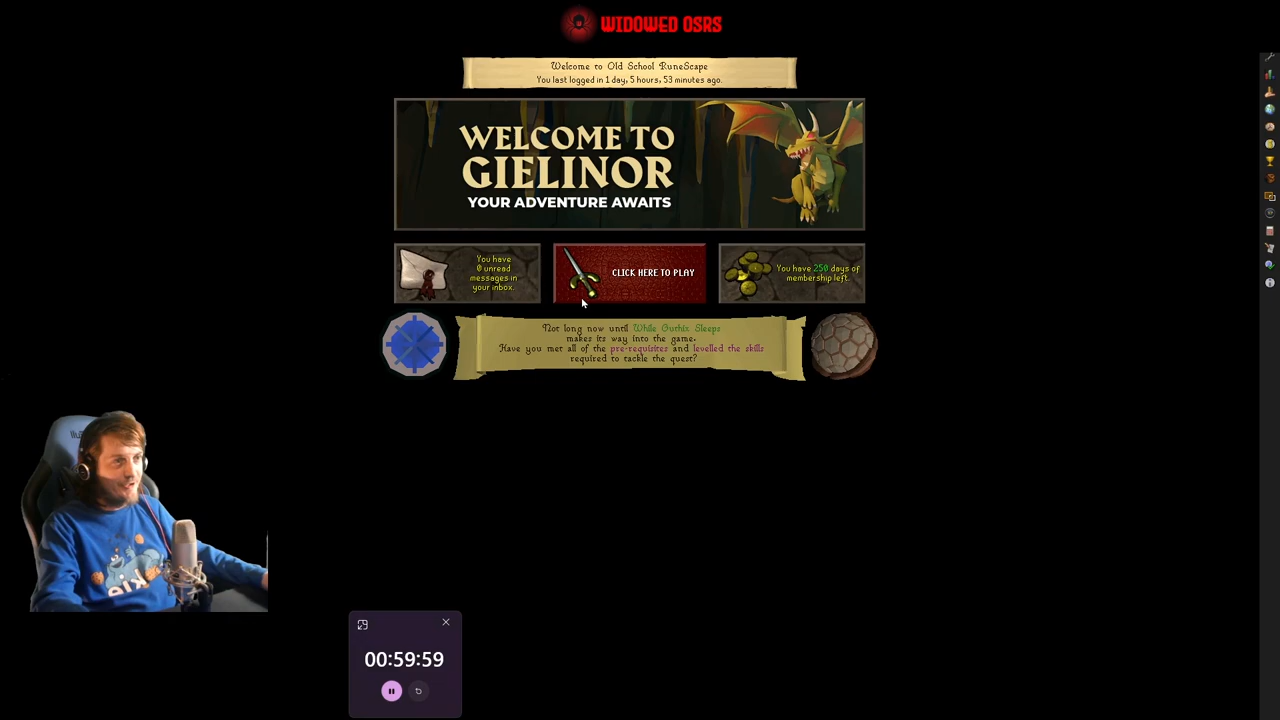 WIDOWED OSRS
Welcome to Old School RuneScape
You last logged in 1 day, 5 hours, 53 minutes ago.
WELCOME TO
GIELINOR
YOUR ADVENTURE AWAITS
You have
0 unread
messages in
your inbox.
CLICK HERE TO PLAY
You have 250 days of
membership left.
Not long now until While Guthix Sleeps
makes its way into the game.
Have you met all of the pre-requisites and levelled the skills
required to tackle the quest?
00:59:59